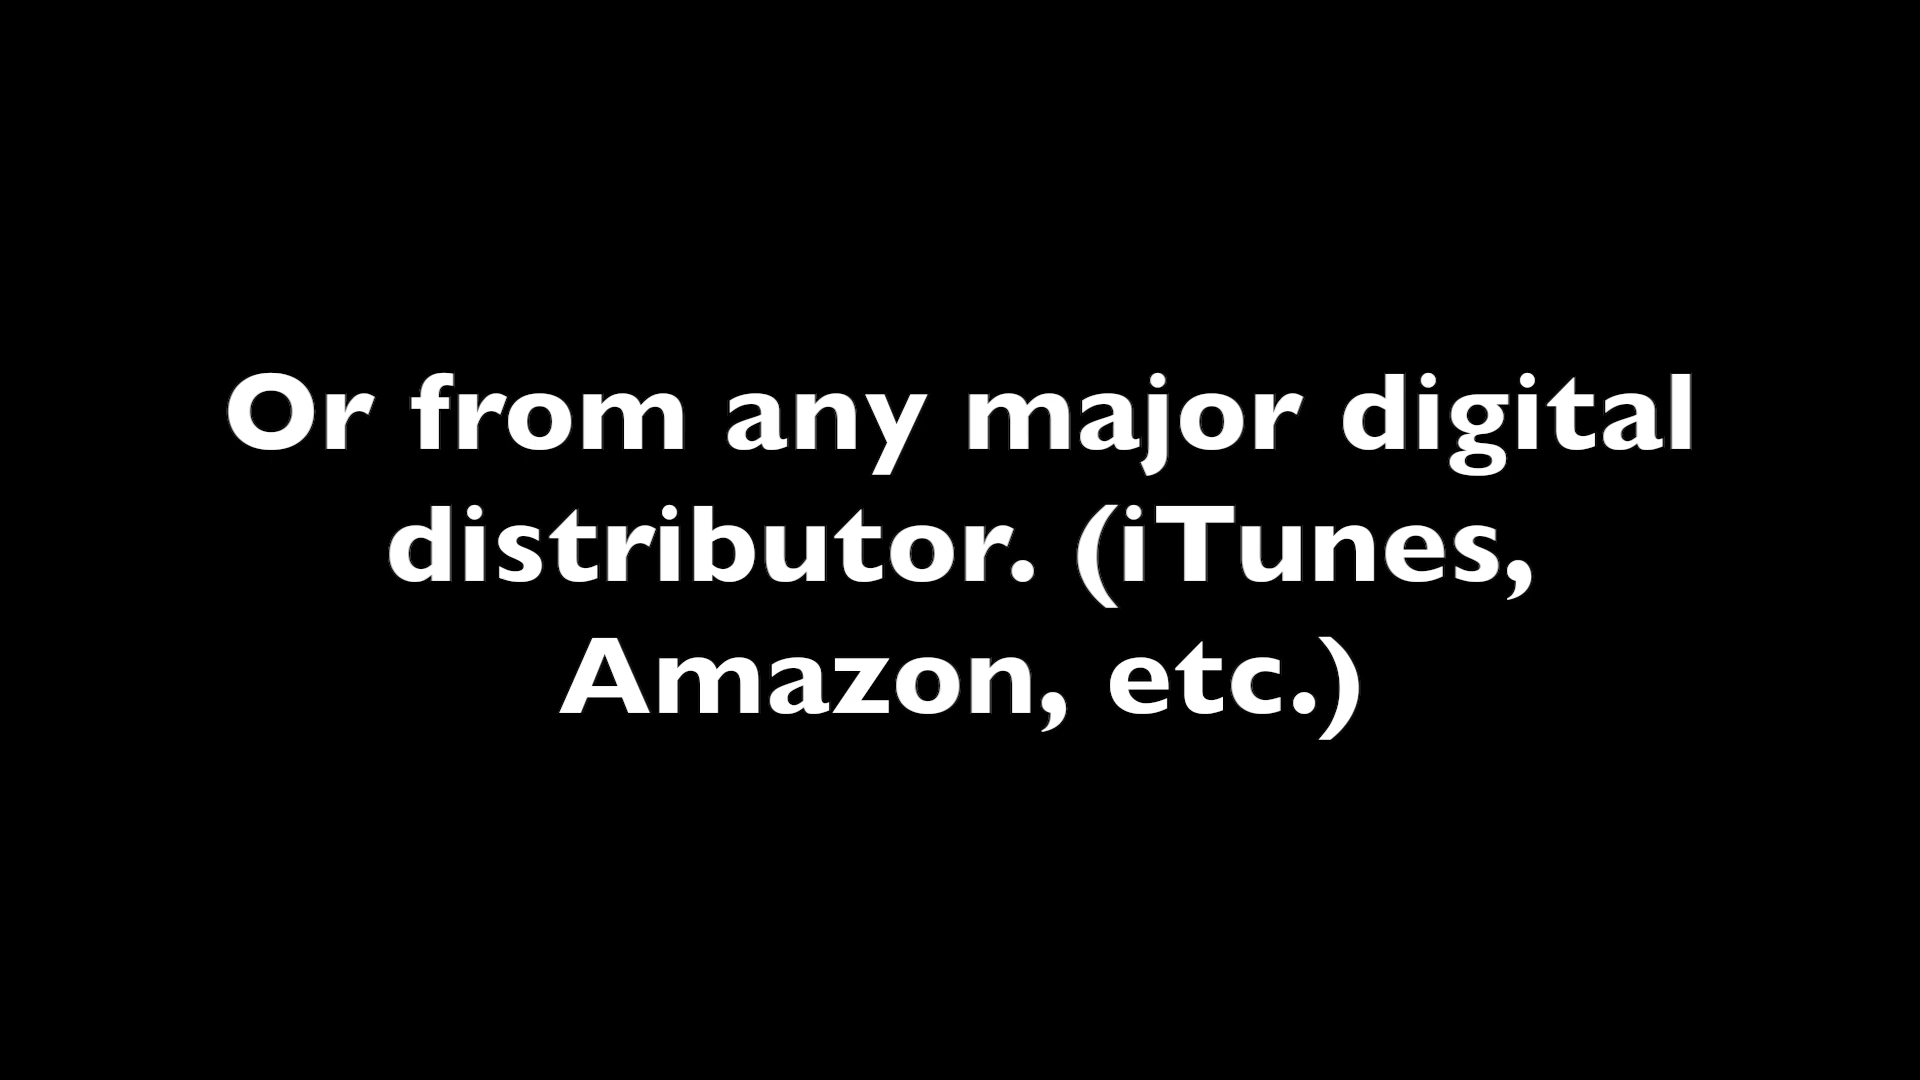 Or from any major digital
distributor. (iTunes,
Amazon, etc.)